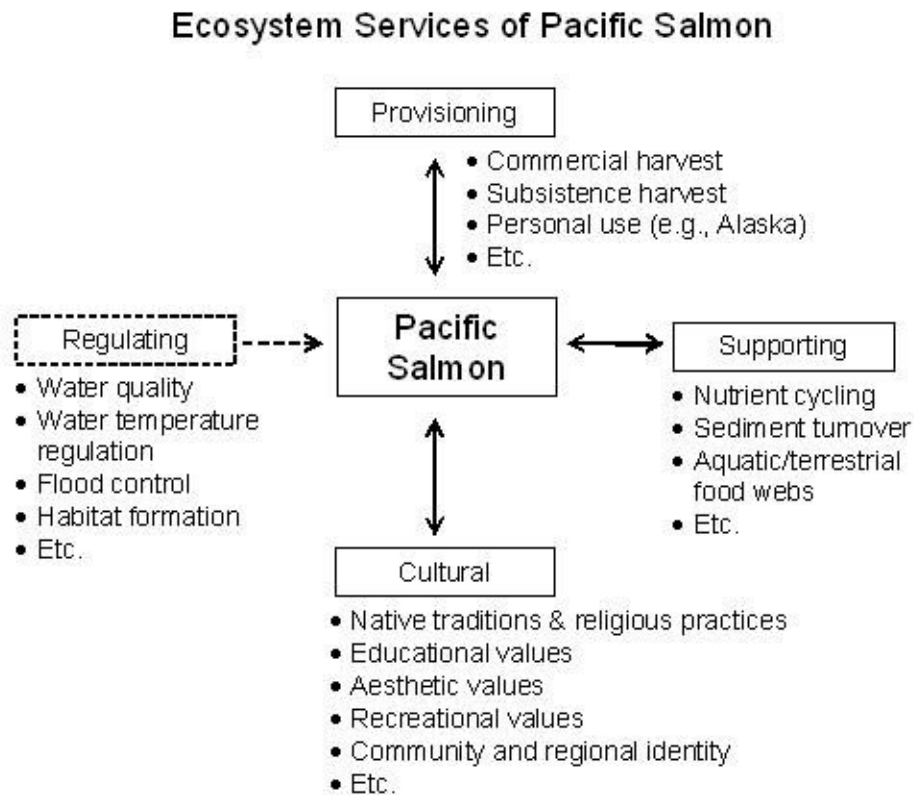 Ecosystem Services of Pacific Salmon
Provisioning
• Commercial harvest
• Subsistence harvest
• Personal use (e.g., Alaska)
• Etc.
Regulating
• Water quality
• Water temperature
regulation
• Flood control
• Habitat formation
• Etc.
Pacific
Salmon
Supporting
• Nutrient cycling
• Sediment turnover
• Aquatic/terrestrial
food webs
• Etc.
Cultural
• Native traditions & religious practices
• Educational values
• Aesthetic values
• Recreational values
• Community and regional identity
• Etc.